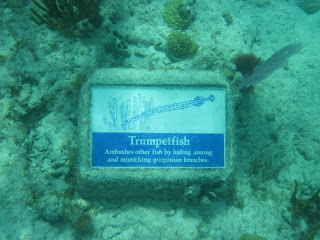 Trumpetfish
Ambushes other fish by hiding among
and mimicking gorgonian branches.